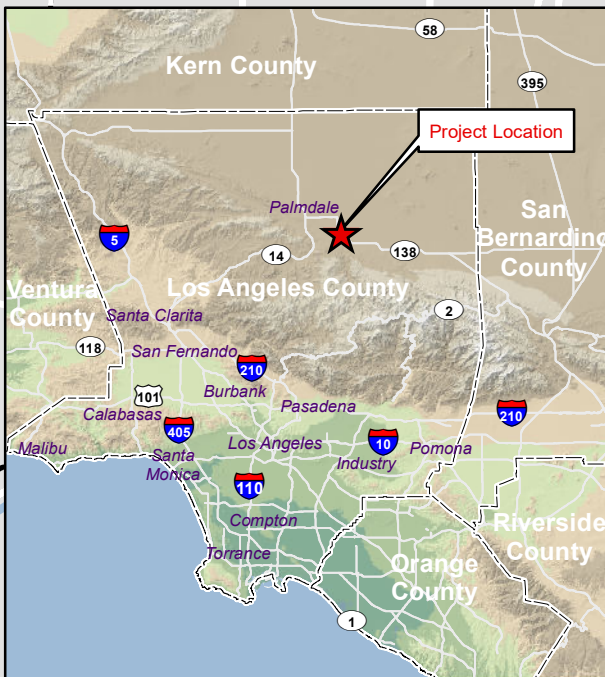 58
Kern County
395
Project Location
Palmdale
San
Bernardino
County
5
14
138
Los Angeles County
Ventura
County
2
Santa Clarita
118
San Fernando
210
Burbank
101
Pasadena
210
Calabasas
405
Los Angeles
10
Pomona
Malibu
Santa
Monica
Industry
110
Compton
Riverside
County
Torrance
Orange
County
1